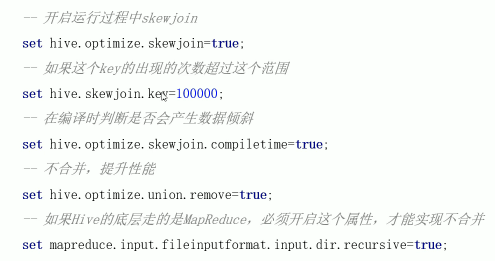 -- 开启运行过程中skewjoin
set hive.optimize.skewjoin=true;
-- 如果这个key的出现的次数超过这个范围
set hive.skewjoin.key=100000;
-- 在编译时判断是否会产生数据倾斜
set hive.optimize.skewjoin.compiletime=true;
-- 不合并，提升性能
set hive.optimize.union.remove=true;
-- 如果Hive的底层走的是MapReduce，必须开启这个属性，才能实现不合并
set mapreduce.input.fileinputformat.input.dir.recursive=true;